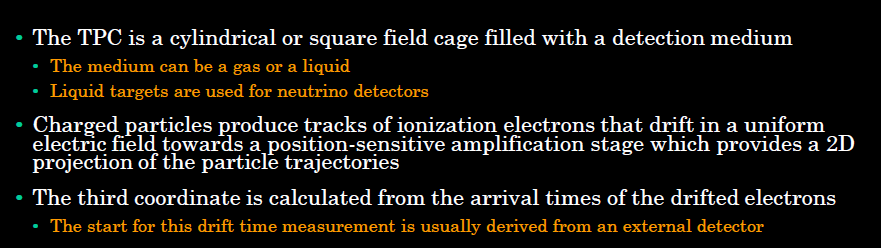 • The TPC is a cylindrical or square field cage filled with a detection medium
• The medium can be a gas or a liquid
• Liquid targets are used for neutrino detectors
• Charged particles produce tracks of ionization electrons that drift in a uniform
electric field towards a position-sensitive amplification stage which provides a 2D
projection of the particle trajectories
• The third coordinate is calculated from the arrival times of the drifted electrons
• The start for this drift time measurement is usually derived from an external detector